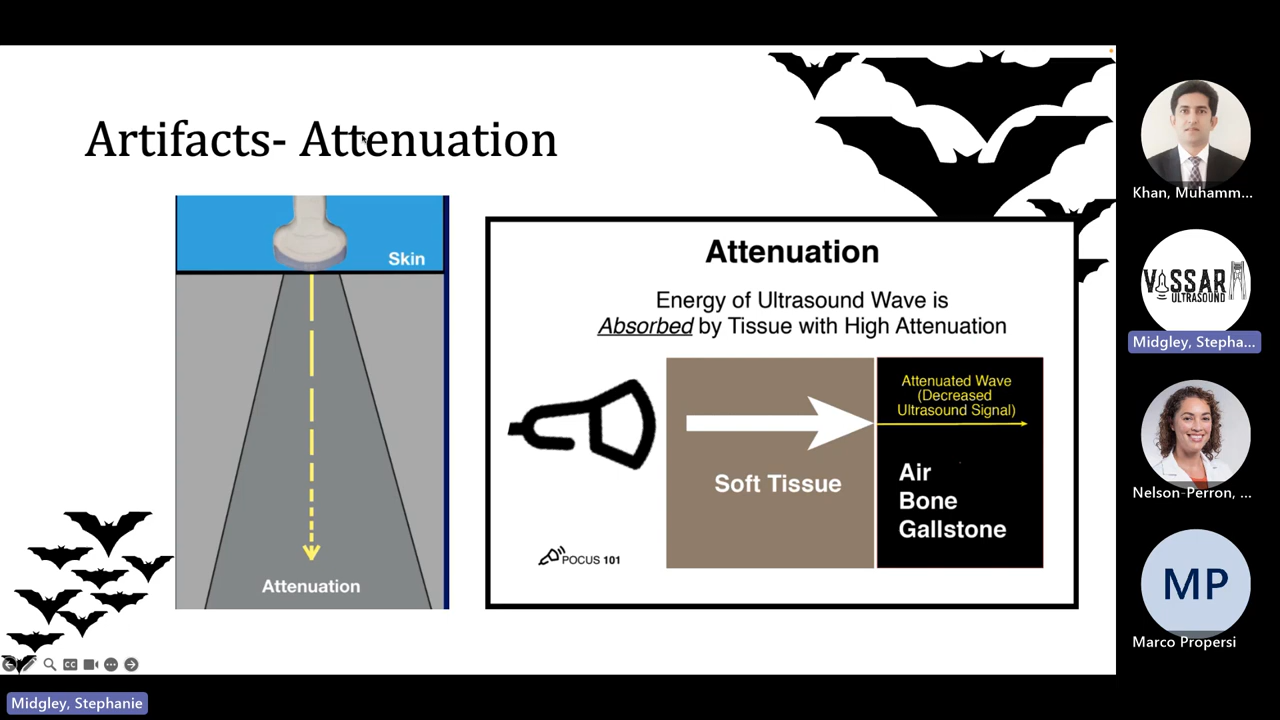 Artifacts- Attenuation
Skin
Attenuation
Attenuation
Energy of Ultrasound Wave is
Absorbed by Tissue with High Attenuation
Attenuated Wave
(Decreased
Ultrasound Signal)
Soft Tissue
Air
Bone
Gallstone
POCUS 101
Khan, Muhamm...
VASSAR
ULTRASOUND
Midgley, Stepha...
Nelson-Perron, ...
MP
Marco Propersi
CC
Midgley, Stephanie